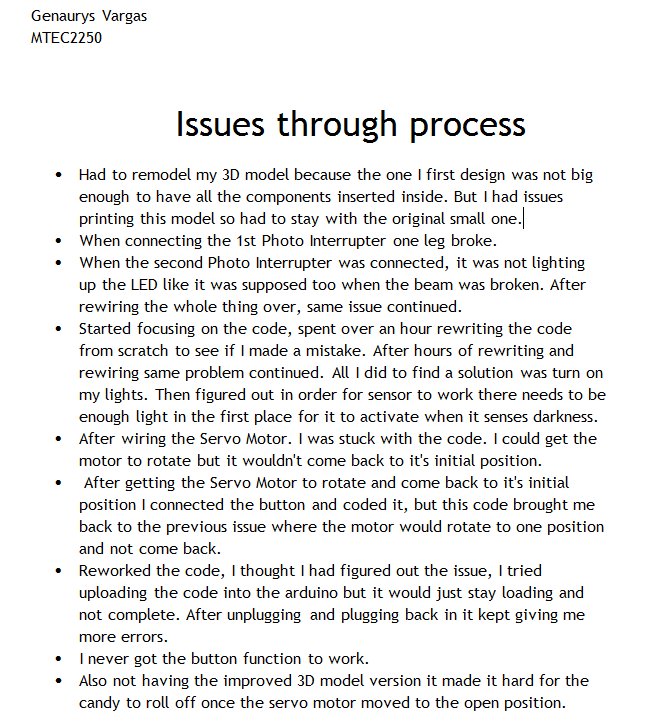 Genaurys Vargas
MTEC2250
Issues through process
• Had to remodel my 3D model because the one I first design was not big
enough to have all the components inserted inside. But I had issues
printing this model so had to stay with the original small one.
• When connecting the 1st Photo Interrupter one leg broke.
• When the second Photo Interrupter was connected, it was not lighting
up the LED like it was supposed too when the beam was broken. After
rewiring the whole thing over, same issue continued.
• Started focusing on the code, spent over an hour rewriting the code
from scratch to see if I made a mistake. After hours of rewriting and
rewiring same problem continued. All I did to find a solution was turn on
my lights. Then figured out in order for sensor to work there needs to be
enough light in the first place for it to activate when it senses darkness.
• After wiring the Servo Motor. I was stuck with the code. I could get the
motor to rotate but it wouldn't come back to it's initial position.
• After getting the Servo Motor to rotate and come back to it's initial
position I connected the button and coded it, but this code brought me
back to the previous issue where the motor would rotate to one position
and not come back.
• Reworked the code, I thought I had figured out the issue, I tried
uploading the code into the arduino but it would just stay loading and
not complete. After unplugging and plugging back in it kept giving me
more errors.
• I never got the button function to work.
• Also not having the improved 3D model version it made it hard for the
candy to roll off once the servo motor moved to the open position.